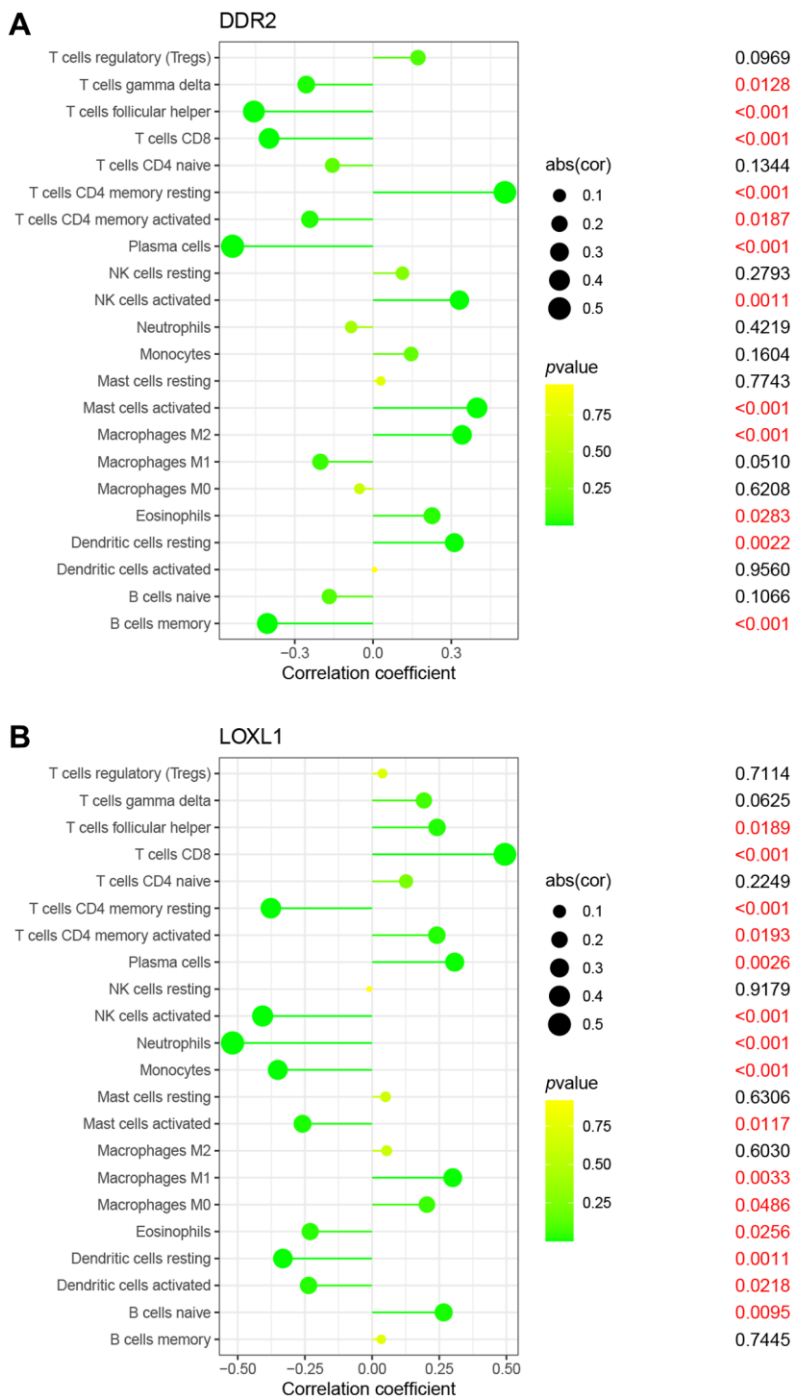 A
DDR2
T cells regulatory (Tregs) 0.0969
T cells gamma delta 0.0128
T cells follicular helper <0.001
T cells CD8 <0.001
T cells CD4 naive 0.1344
T cells CD4 memory resting <0.001
T cells CD4 memory activated 0.0187
Plasma cells <0.001
NK cells resting 0.2793
NK cells activated 0.0011
Neutrophils 0.4219
Monocytes 0.1604
Mast cells resting 0.7743
Mast cells activated <0.001
Macrophages M2 <0.001
Macrophages M1 0.0510
Macrophages M0 0.6208
Eosinophils 0.0283
Dendritic cells resting 0.0022
Dendritic cells activated 0.9560
B cells naive 0.1066
B cells memory <0.001
−0.3 0.0 0.3
Correlation coefficient
abs(cor)
0.1
0.2
0.3
0.4
0.5
pvalue
0.75
0.50
0.25
B
LOXL1
T cells regulatory (Tregs) 0.7114
T cells gamma delta 0.0625
T cells follicular helper 0.0189
T cells CD8 <0.001
T cells CD4 naive 0.2249
T cells CD4 memory resting <0.001
T cells CD4 memory activated 0.0193
Plasma cells 0.0026
NK cells resting 0.9179
NK cells activated <0.001
Neutrophils <0.001
Monocytes <0.001
Mast cells resting 0.6306
Mast cells activated 0.0117
Macrophages M2 0.6030
Macrophages M1 0.0033
Macrophages M0 0.0486
Eosinophils 0.0256
Dendritic cells resting 0.0011
Dendritic cells activated 0.0218
B cells naive 0.0095
B cells memory 0.7445
−0.50 −0.25 0.00 0.25 0.50
Correlation coefficient
abs(cor)
0.1
0.2
0.3
0.4
0.5
pvalue
0.75
0.50
0.25